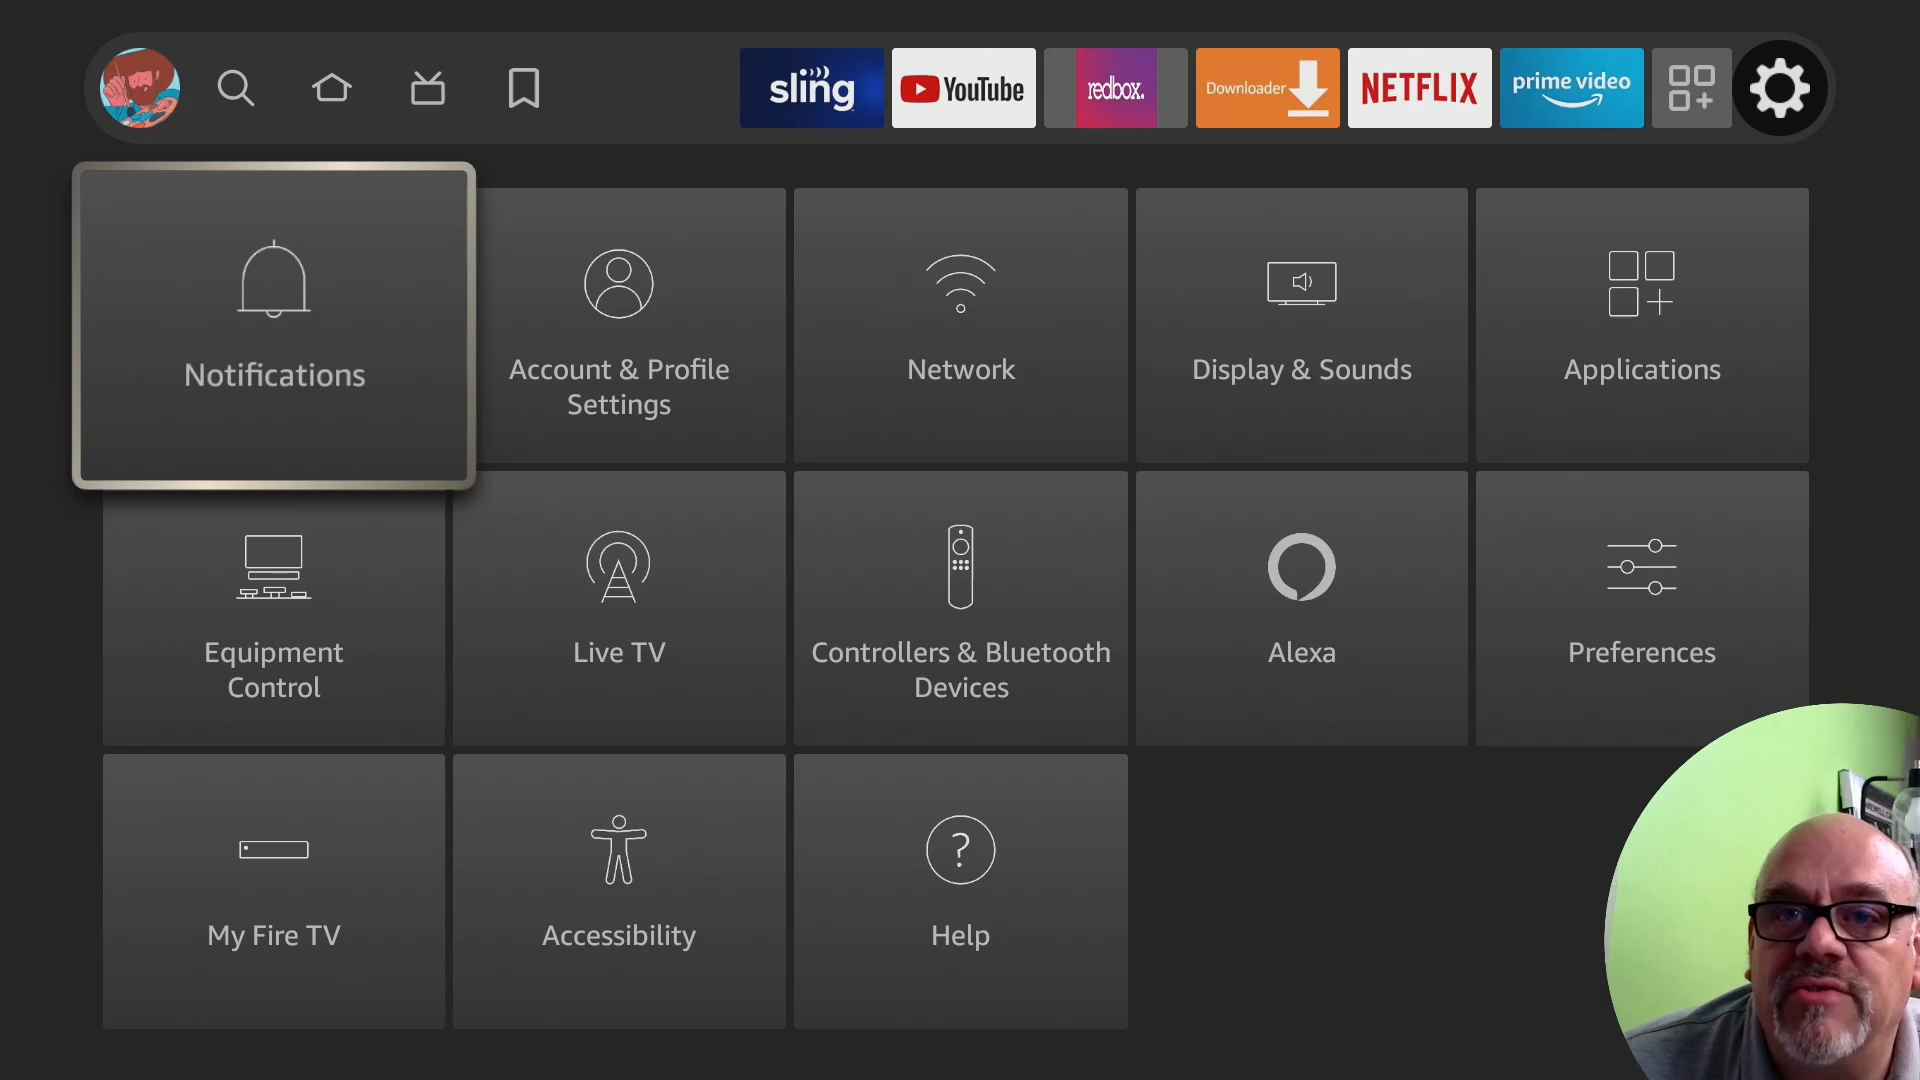 sling
YouTube
redbox.
Downloader
NETFLIX
prime video
Notifications
Account & Profile
Settings
Network
Display & Sounds
Applications
Equipment
Control
Live TV
Controllers & Bluetooth
Devices
Alexa
Preferences
My Fire TV
Accessibility
?
Help